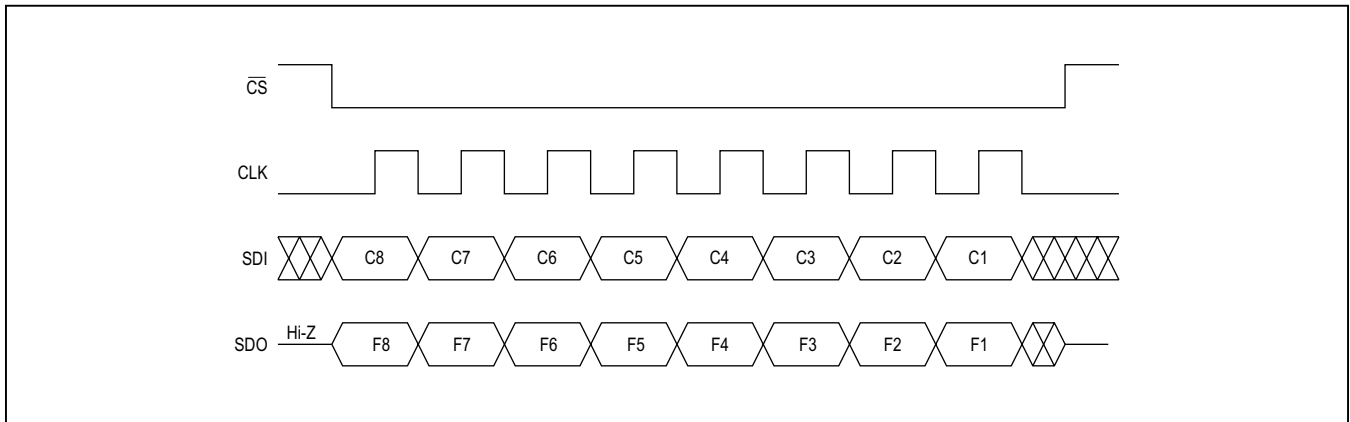 C̅S̅
CLK
SDI C8 C7 C6 C5 C4 C3 C2 C1
SDO Hi-Z F8 F7 F6 F5 F4 F3 F2 F1